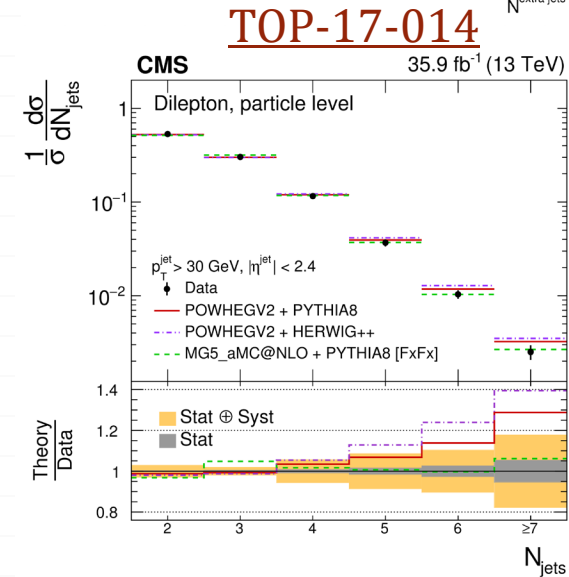 N^extra jets
TOP-17-014
CMS 35.9 fb⁻¹ (13 TeV)
1/σ dσ/dN_jets
Dilepton, particle level
1
10⁻¹
10⁻²
p_T^jet > 30 GeV, |η^jet| < 2.4
Data
POWHEGV2 + PYTHIA8
POWHEGV2 + HERWIG++
MG5_aMC@NLO + PYTHIA8 [FxFx]
Theory
Data
1.4
1.2
1
0.8
Stat ⊕ Syst
Stat
2 3 4 5 6 ≥7
N_jets